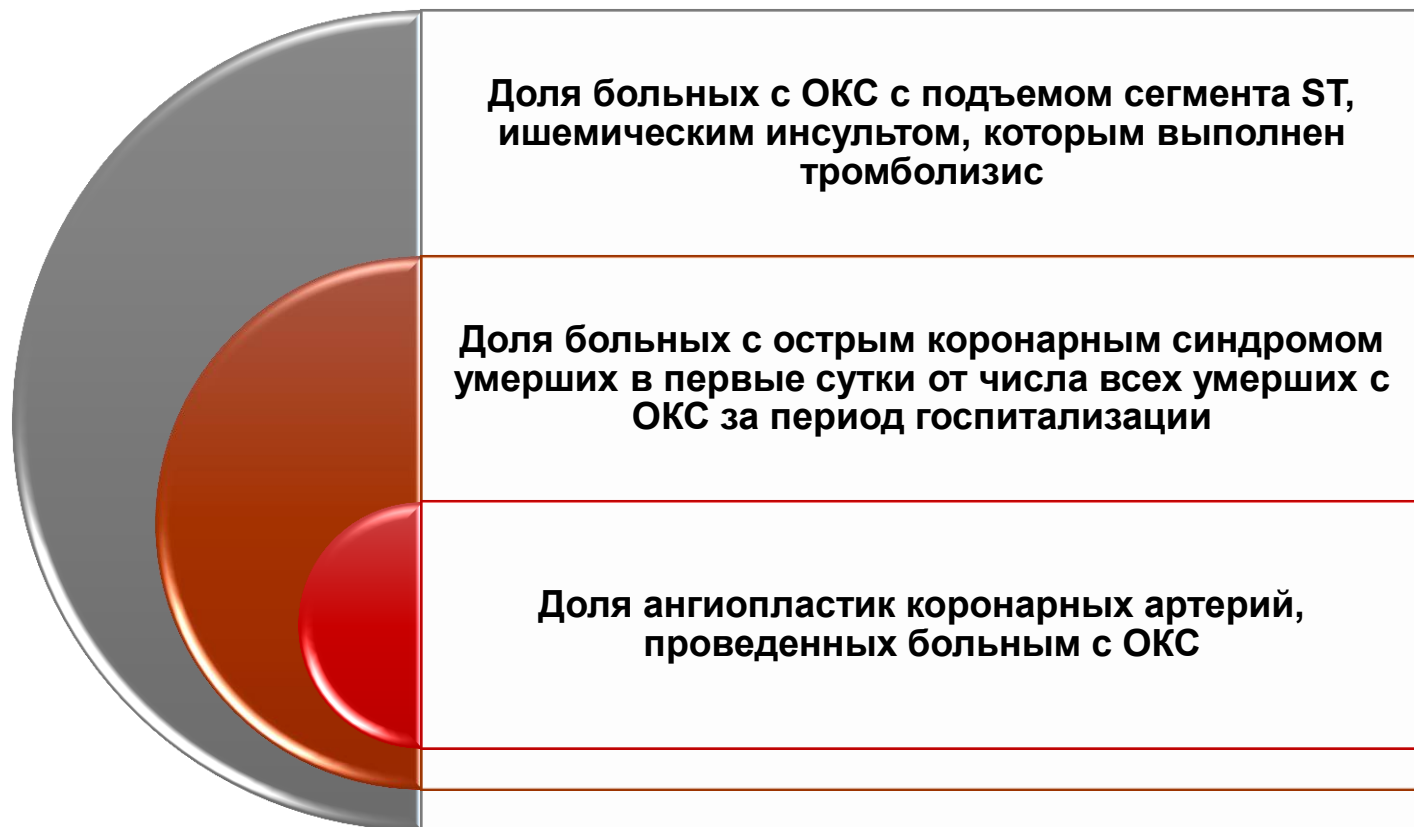 Доля больных с ОКС с подъемом сегмента ST,
ишемическим инсультом, которым выполнен
тромболизис
Доля больных с острым коронарным синдромом
умерших в первые сутки от числа всех умерших с
ОКС за период госпитализации
Доля ангиопластик коронарных артерий,
проведенных больным с ОКС